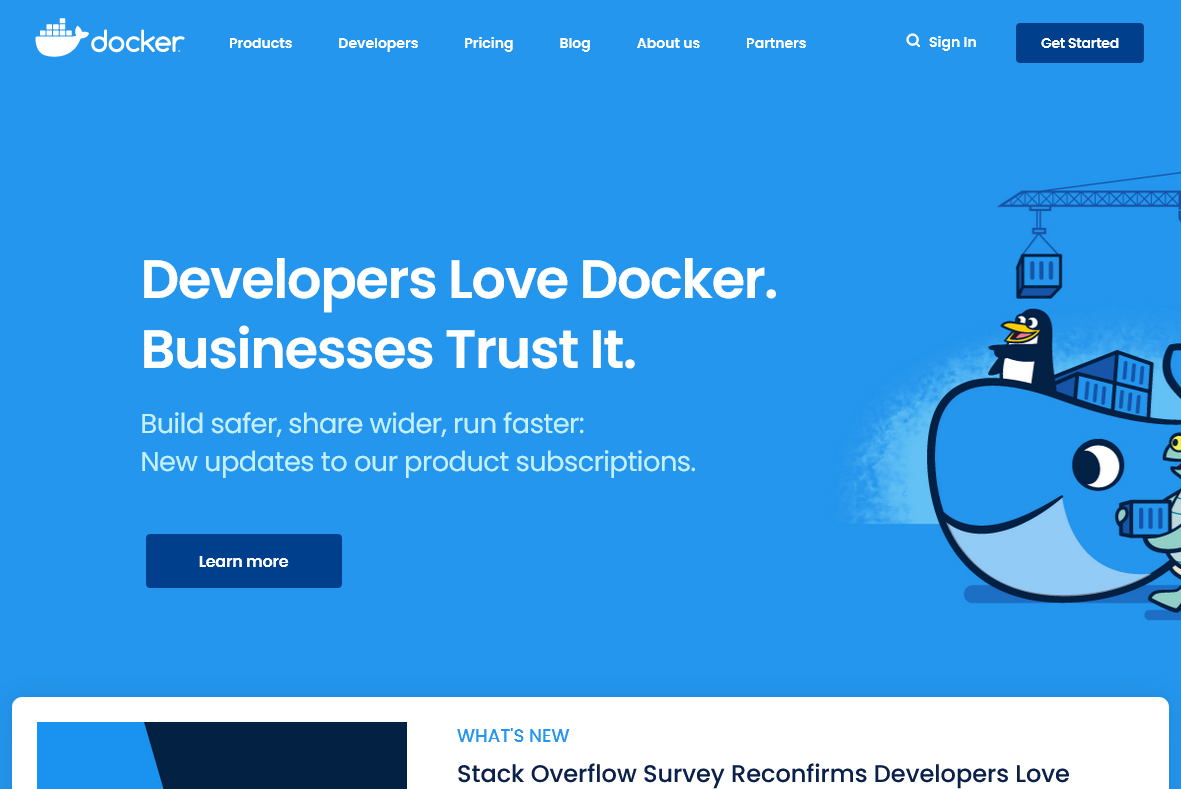 docker
Products
Developers
Pricing
Blog
About us
Partners
Sign In
Get Started
Developers Love Docker.
Businesses Trust It.
Build safer, share wider, run faster:
New updates to our product subscriptions.
Learn more
WHAT'S NEW
Stack Overflow Survey Reconfirms Developers Love